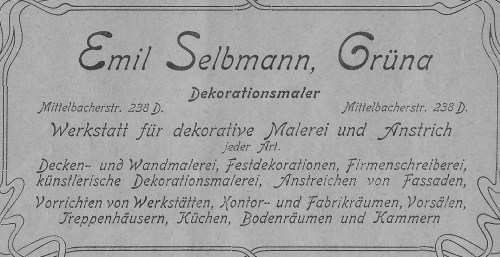 Emil Selbmann, Grüna
Dekorationsmaler
Mittelbacherstr. 238 D. Mittelbacherstr. 238 D.
Werkstatt für dekorative Malerei und Anstrich
jeder Art.
Decken- und Wandmalerei, Festdekorationen, Firmenschreiberei,
künstlerische Dekorationsmalerei, Anstreichen von Fassaden,
Vorrichten von Werkstätten, Kontor- und Fabrikräumen, Vorsälen,
Treppenhäusern, Küchen, Bodenräumen und Kammern